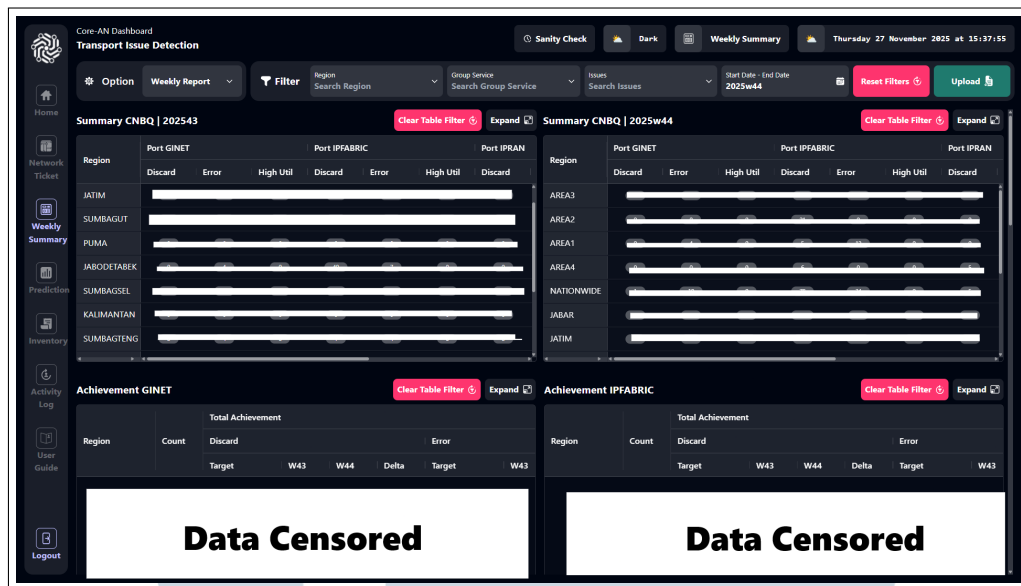 Core-AN Dashboard
Transport Issue Detection
Sanity Check
Dark
Weekly Summary
Thursday 27 November 2025 at 15:37:55
Option
Weekly Report
Filter
Region
Search Region
Group Service
Search Group Service
Issues
Search Issues
Start Date - End Date
2025w44
Reset Filters
Upload
Home
Network Ticket
Weekly Summary
Prediction
Inventory
Activity Log
User Guide
Logout
Summary CNBQ | 202543
Clear Table Filter
Expand
Region
Port GINET
Port IPFABRIC
Port IPRAN
Discard Error High Util Discard Error High Util Discard
JATIM
SUMBAGUT
PUMA
JABODETABEK
SUMBAGSEL
KALIMANTAN
SUMBAGTENG
Summary CNBQ | 2025w44
Clear Table Filter
Expand
Region
Port GINET
Port IPFABRIC
Port IPRAN
Discard Error High Util Discard Error High Util Discard
AREA3
AREA2
AREA1
AREA4
NATIONWIDE
JABAR
JATIM
Achievement GINET
Clear Table Filter
Expand
Region
Count
Total Achievement
Discard Error
Target W43 W44 Delta Target W43
Data Censored
Achievement IPFABRIC
Clear Table Filter
Expand
Region
Count
Total Achievement
Discard Error
Target W43 W44 Delta Target W43
Data Censored